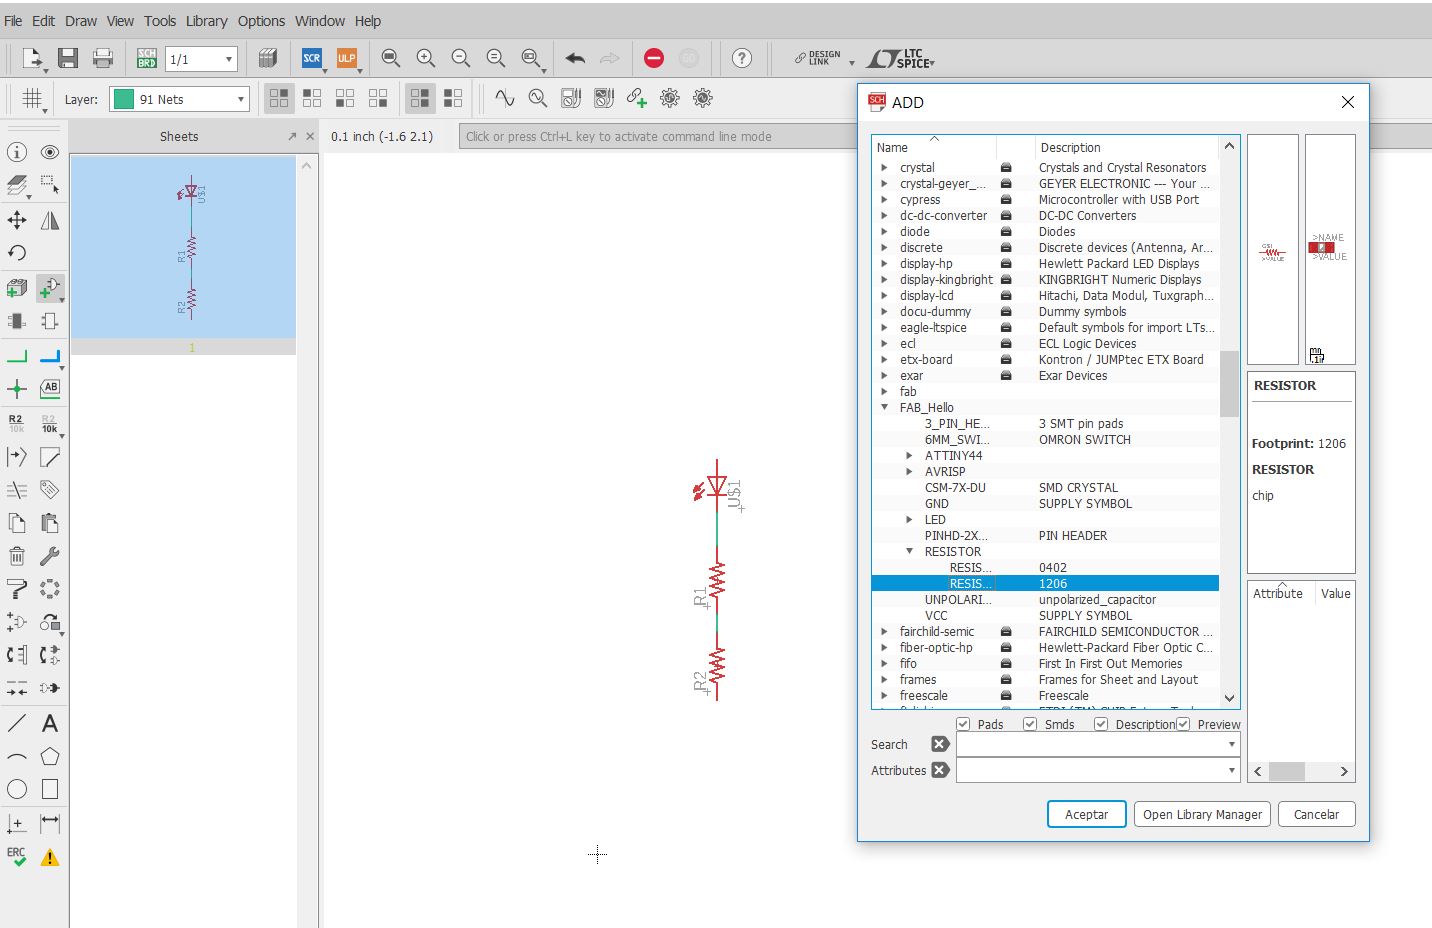 File Edit Draw View Tools Library Options Window Help
SCH BRD 1/1 SCR ULP DESIGN LINK LTC SPICE
Layer: 91 Nets
Sheets
0.1 inch (-1.6 2.1) Click or press Ctrl+L key to activate command line mode
U$1
R1
R2
1
AB
R2 10k R2 10k
A
ERC
U$1
R1
R2
SCH ADD
Name Description
crystal Crystals and Crystal Resonators
crystal-geyer_... GEYER ELECTRONIC --- Your ...
cypress Microcontroller with USB Port
dc-dc-converter DC-DC Converters
diode Diodes
discrete Discrete devices (Antenna, Ar...
display-hp Hewlett Packard LED Displays
display-kingbright KINGBRIGHT Numeric Displays
display-lcd Hitachi, Data Modul, Tuxgraph...
docu-dummy Dummy symbols
eagle-ltspice Default symbols for import LTs...
ecl ECL Logic Devices
etx-board Kontron / JUMPtec ETX Board
exar Exar Devices
fab
FAB_Hello
3_PIN_HE... 3 SMT pin pads
6MM_SWI... OMRON SWITCH
ATTINY44
AVRISP
CSM-7X-DU SMD CRYSTAL
GND SUPPLY SYMBOL
LED
PINHD-2X... PIN HEADER
RESISTOR
RESIS... 0402
RESIS... 1206
UNPOLARI... unpolarized_capacitor
VCC SUPPLY SYMBOL
fairchild-semic FAIRCHILD SEMICONDUCTOR ...
fiber-optic-hp Hewlett-Packard Fiber Optic C...
fifo First In First Out Memories
frames Frames for Sheet and Layout
freescale Freescale
Pads Smds Description Preview
Search
Attributes
>VALUE
>NAME
>VALUE
RESISTOR
Footprint: 1206
RESISTOR
chip
Attribute Value
Aceptar Open Library Manager Cancelar